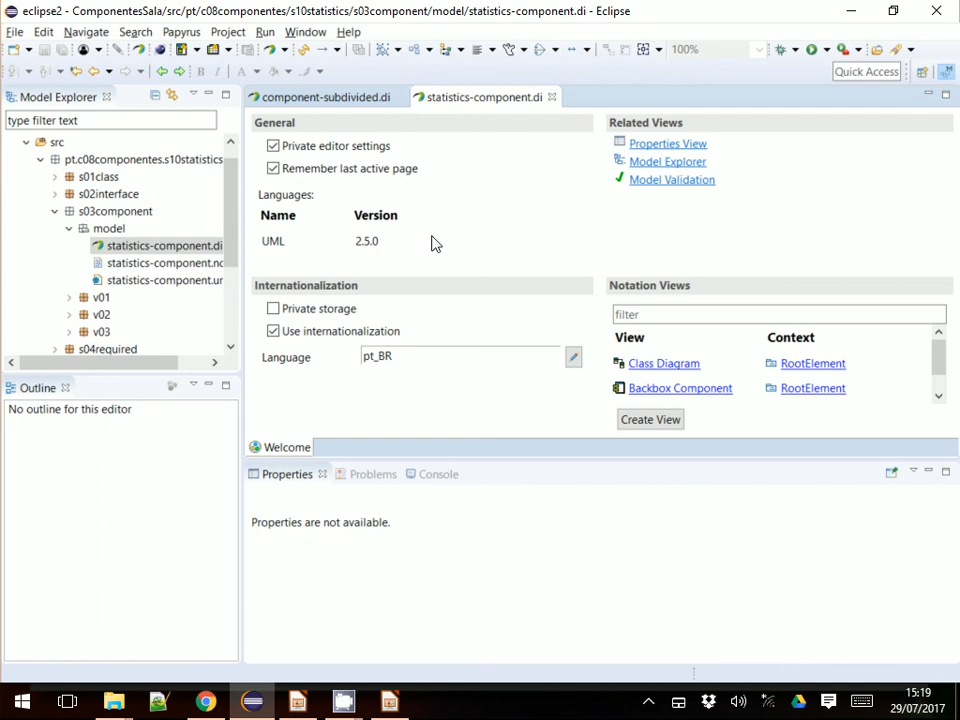 eclipse2 - ComponentesSala/src/pt/c08componentes/s10statistics/s03component/model/statistics-component.di - Eclipse
File Edit Navigate Search Papyrus Project Run Window Help
100%
B I A
Quick Access
Model Explorer
component-subdivided.di
statistics-component.di
type filter text
src
pt.c08componentes.s10statistics
s01class
s02interface
s03component
model
statistics-component.di
statistics-component.no
statistics-component.ur
v01
v02
v03
s04required
General
Private editor settings
Remember last active page
Languages:
Name Version
UML 2.5.0
Related Views
Properties View
Model Explorer
Model Validation
Internationalization
Private storage
Use internationalization
Language pt_BR
Notation Views
filter
View Context
Class Diagram RootElement
Backbox Component RootElement
Create View
Outline
No outline for this editor
Welcome
Properties Problems Console
Properties are not available.
15:19
29/07/2017